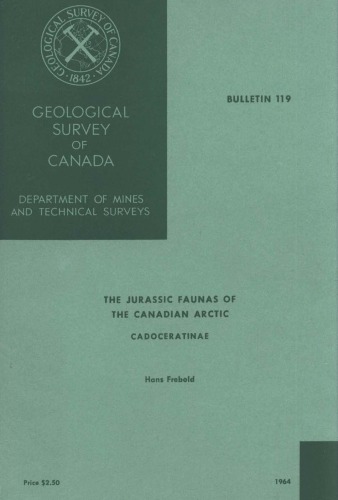 GEOLOGICAL SURVEY OF CANADA
·1842·
GEOLOGICAL
SURVEY
OF
CANADA
DEPARTMENT OF MINES
AND TECHNICAL SURVEYS
BULLETIN 119
THE JURASSIC FAUNAS OF
THE CANADIAN ARCTIC
CADOCERATINAE
Hans Frebold
Price $2.50
1964